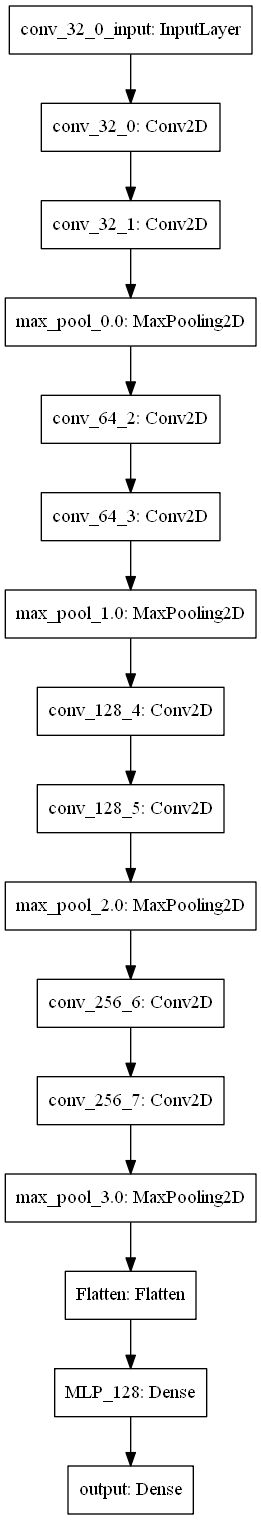 conv_32_0_input: InputLayer
conv_32_0: Conv2D
conv_32_1: Conv2D
max_pool_0.0: MaxPooling2D
conv_64_2: Conv2D
conv_64_3: Conv2D
max_pool_1.0: MaxPooling2D
conv_128_4: Conv2D
conv_128_5: Conv2D
max_pool_2.0: MaxPooling2D
conv_256_6: Conv2D
conv_256_7: Conv2D
max_pool_3.0: MaxPooling2D
Flatten: Flatten
MLP_128: Dense
output: Dense